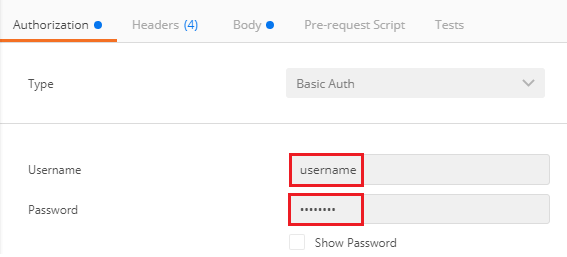 Authorization Headers (4) Body Pre-request Script Tests
Type Basic Auth
Username username
Password ••••••••
Show Password